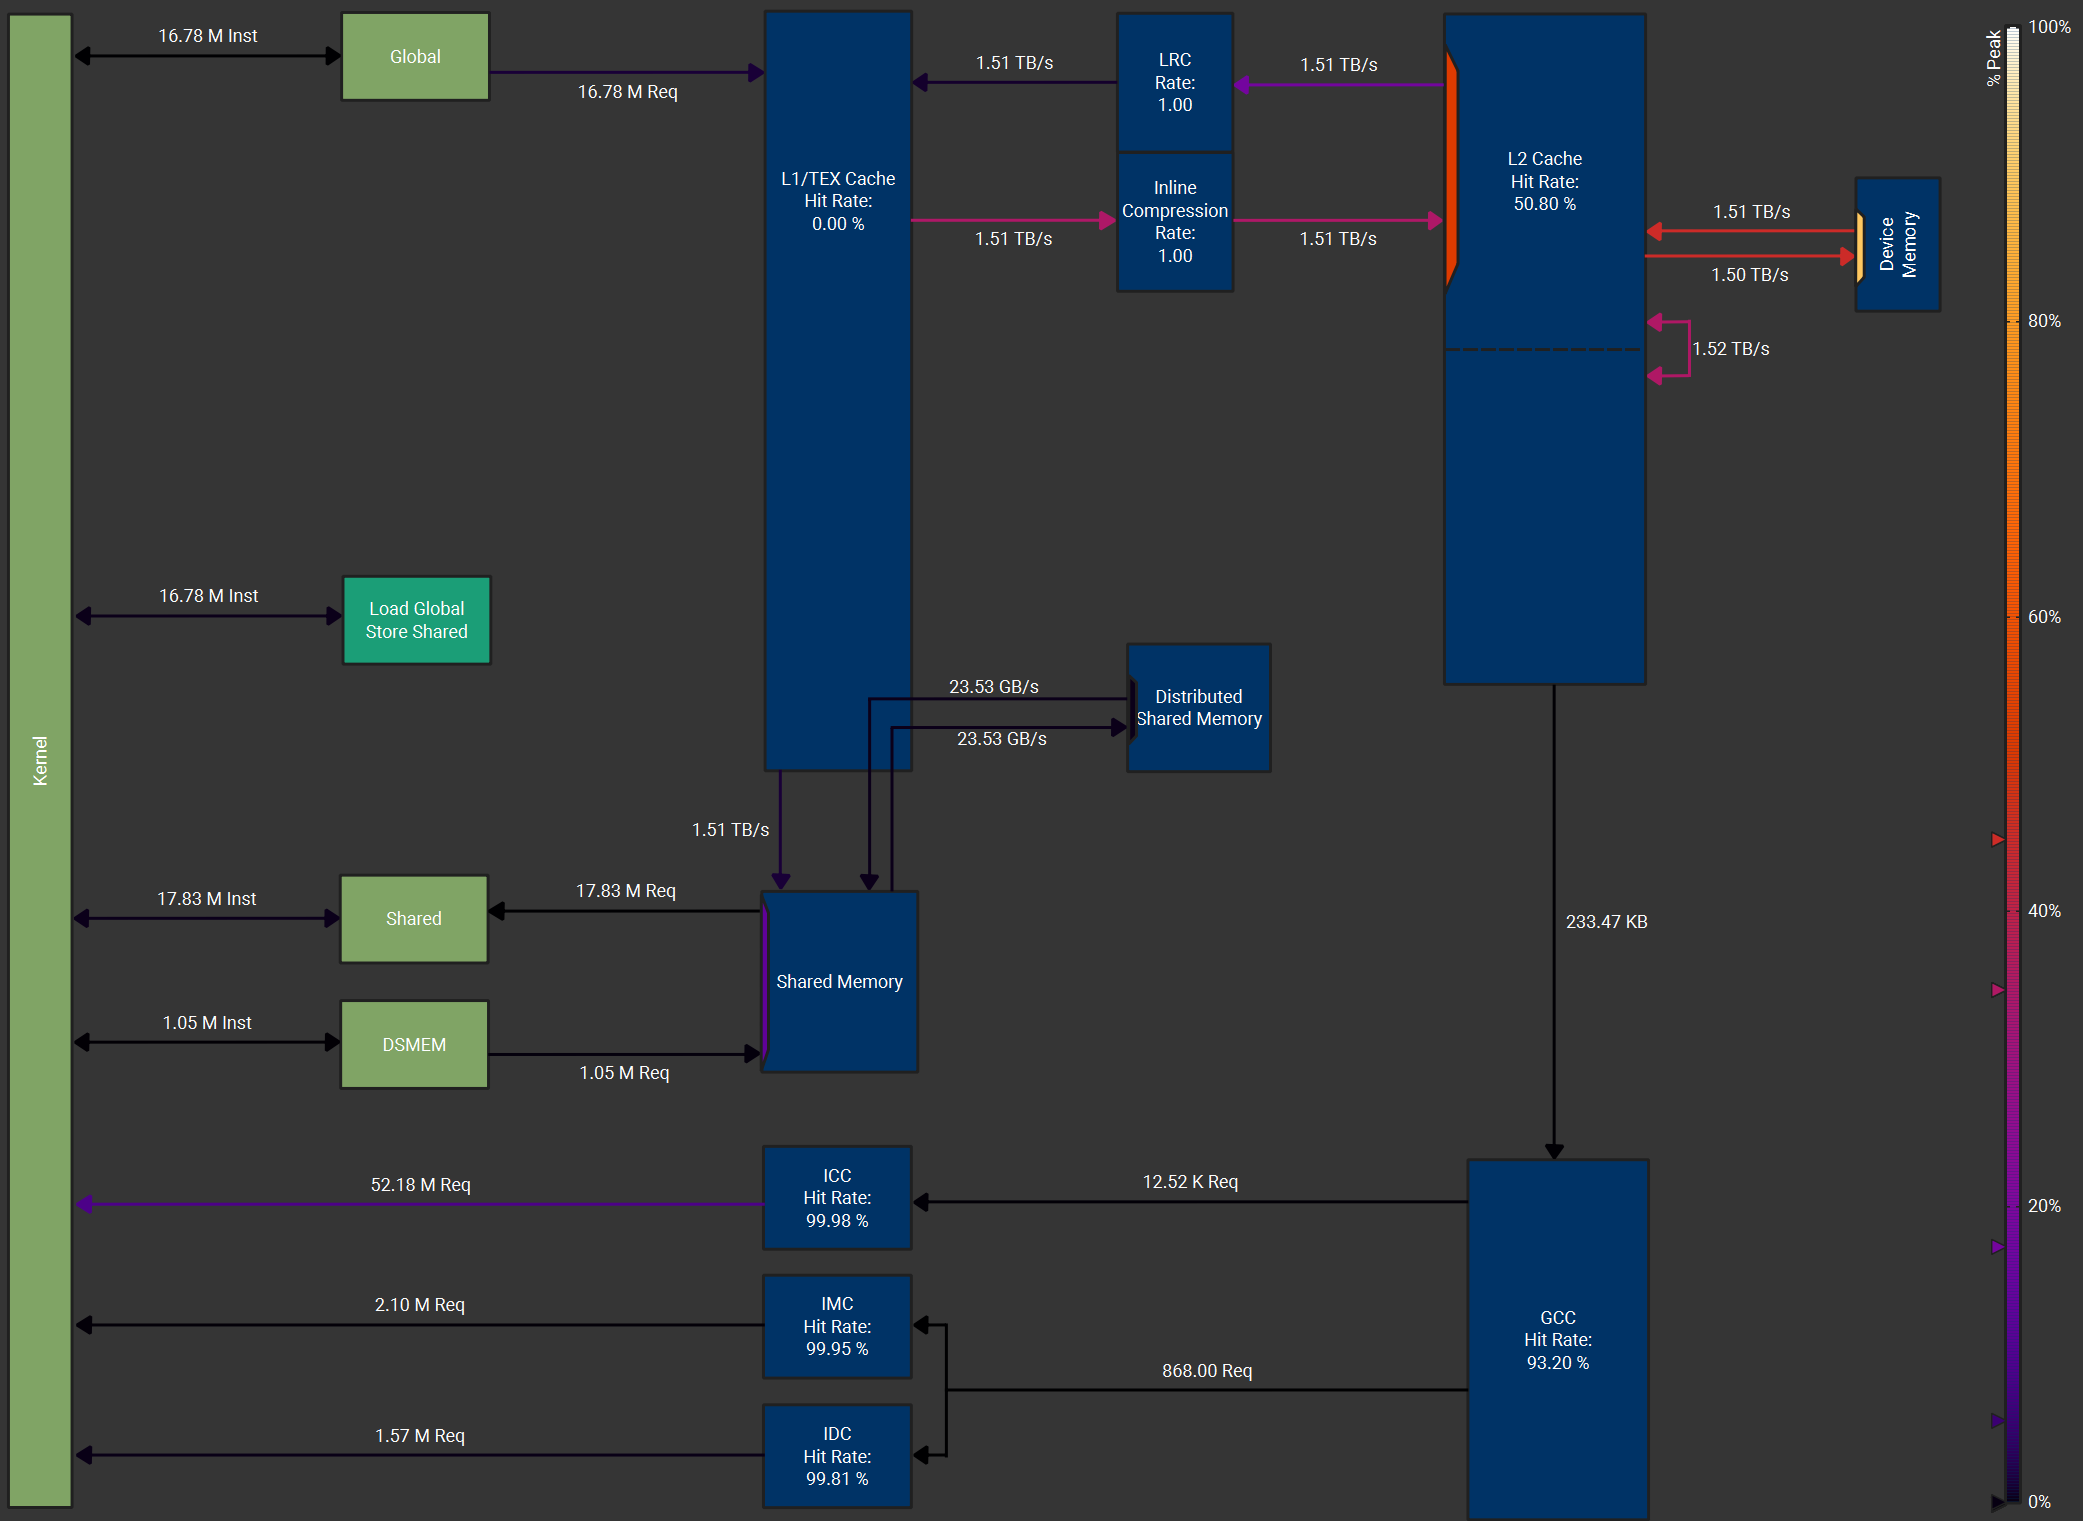 Kernel
16.78 M Inst
Global
16.78 M Req
L1/TEX Cache
Hit Rate:
0.00 %
1.51 TB/s
LRC
Rate:
1.00
1.51 TB/s
1.51 TB/s
Inline
Compression
Rate:
1.00
1.51 TB/s
L2 Cache
Hit Rate:
50.80 %
1.51 TB/s
1.50 TB/s
Device
Memory
1.52 TB/s
% Peak
100%
80%
60%
40%
20%
0%
16.78 M Inst
Load Global
Store Shared
23.53 GB/s
23.53 GB/s
Distributed
Shared Memory
1.51 TB/s
17.83 M Inst
Shared
17.83 M Req
Shared Memory
1.05 M Inst
DSMEM
1.05 M Req
233.47 KB
52.18 M Req
ICC
Hit Rate:
99.98 %
12.52 K Req
2.10 M Req
IMC
Hit Rate:
99.95 %
868.00 Req
GCC
Hit Rate:
93.20 %
1.57 M Req
IDC
Hit Rate:
99.81 %